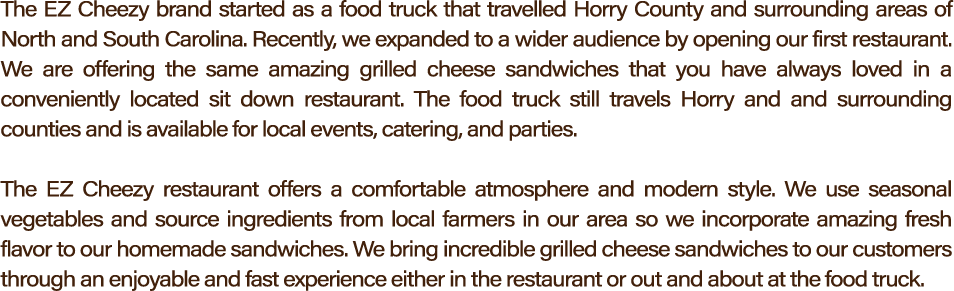 The EZ Cheezy brand started as a food truck that travelled Horry County and surrounding areas of
North and South Carolina. Recently, we expanded to a wider audience by opening our first restaurant.
We are offering the same amazing grilled cheese sandwiches that you have always loved in a
conveniently located sit down restaurant. The food truck still travels Horry and and surrounding
counties and is available for local events, catering, and parties.

The EZ Cheezy restaurant offers a comfortable atmosphere and modern style. We use seasonal
vegetables and source ingredients from local farmers in our area so we incorporate amazing fresh
flavor to our homemade sandwiches. We bring incredible grilled cheese sandwiches to our customers
through an enjoyable and fast experience either in the restaurant or out and about at the food truck.